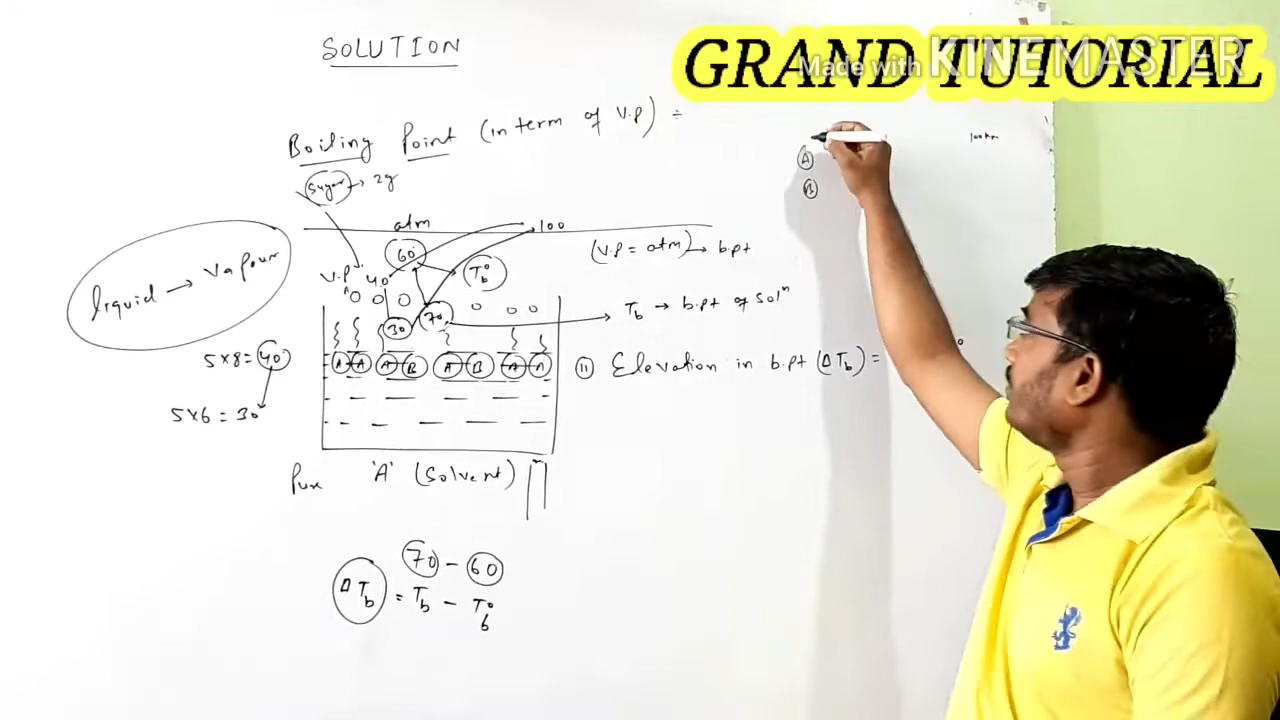 GRAND TUTORIAL
Made with KINEMASTER
SOLUTION
Boiling Point (in term of V.P) ÷
Sugar → 2g
atm
100
60°
(V.P = atm) → b.pt
liquid → vapour
V.P
40
T°b
A
B
Tb → b.pt of solⁿ
30
70
5×8 = 40
A A A B A B A A
(ii) Elevation in b.pt (ΔTb) =
5×6 = 30
Pure 'A' (Solvent)
70 - 60
ΔTb = Tb - T°b